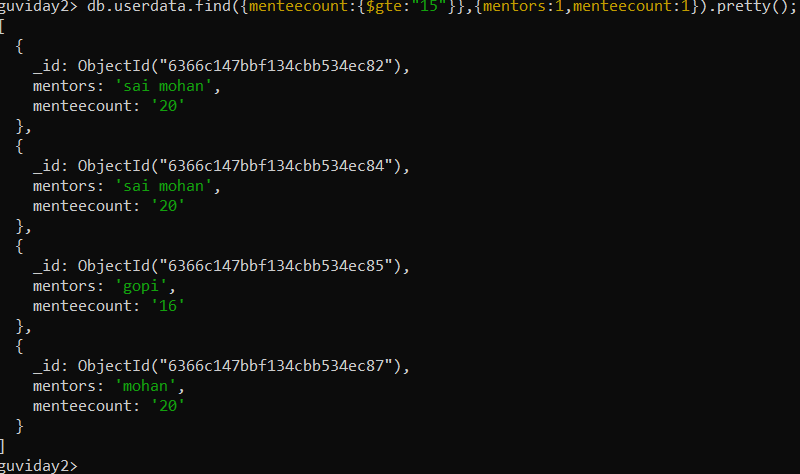 guviday2> db.userdata.find({menteecount:{$gte:"15"}},{mentors:1,menteecount:1}).pretty();
[
  {
    _id: ObjectId("6366c147bbf134cbb534ec82"),
    mentors: 'sai mohan',
    menteecount: '20'
  },
  {
    _id: ObjectId("6366c147bbf134cbb534ec84"),
    mentors: 'sai mohan',
    menteecount: '20'
  },
  {
    _id: ObjectId("6366c147bbf134cbb534ec85"),
    mentors: 'gopi',
    menteecount: '16'
  },
  {
    _id: ObjectId("6366c147bbf134cbb534ec87"),
    mentors: 'mohan',
    menteecount: '20'
  }
]
guviday2>